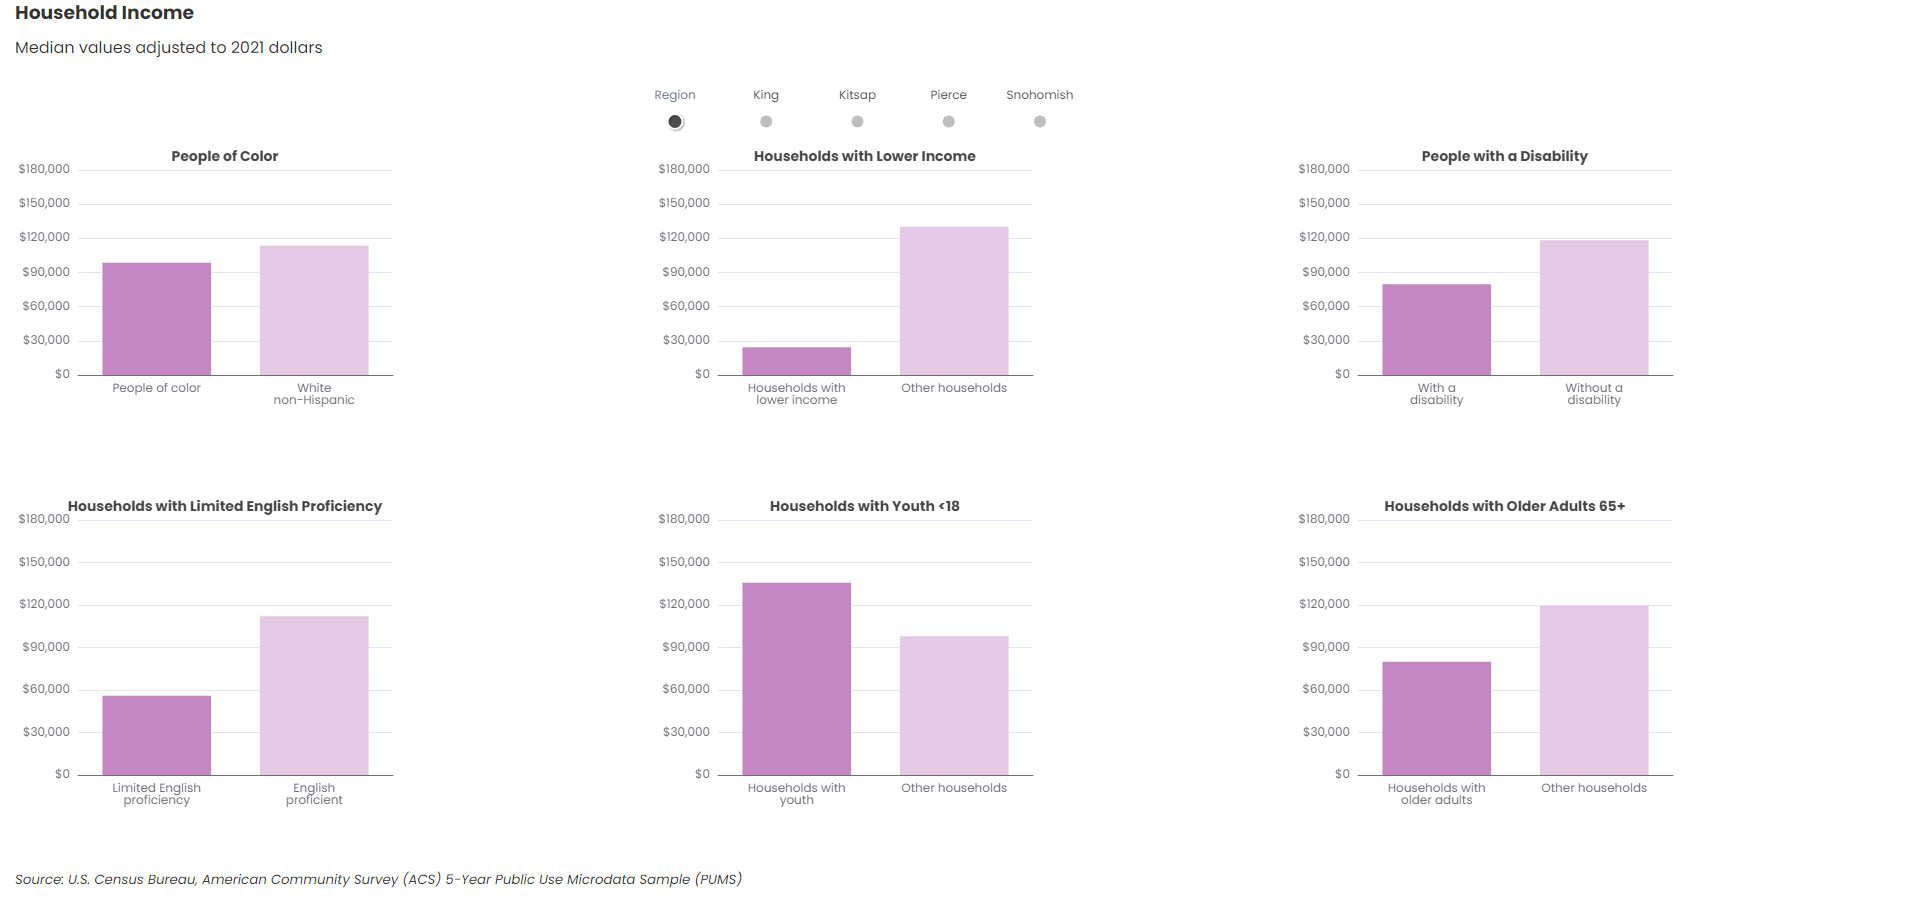 Household Income
Median values adjusted to 2021 dollars
Region King Kitsap Pierce Snohomish
People of Color
$180,000
$150,000
$120,000
$90,000
$60,000
$30,000
$0
People of color
White
non-Hispanic
Households with Lower Income
$180,000
$150,000
$120,000
$90,000
$60,000
$30,000
$0
Households with
lower income
Other households
People with a Disability
$180,000
$150,000
$120,000
$90,000
$60,000
$30,000
$0
With a
disability
Without a
disability
Households with Limited English Proficiency
$180,000
$150,000
$120,000
$90,000
$60,000
$30,000
$0
Limited English
proficiency
English
proficient
Households with Youth <18
$180,000
$150,000
$120,000
$90,000
$60,000
$30,000
$0
Households with
youth
Other households
Households with Older Adults 65+
$180,000
$150,000
$120,000
$90,000
$60,000
$30,000
$0
Households with
older adults
Other households
Source: U.S. Census Bureau, American Community Survey (ACS) 5-Year Public Use Microdata Sample (PUMS)